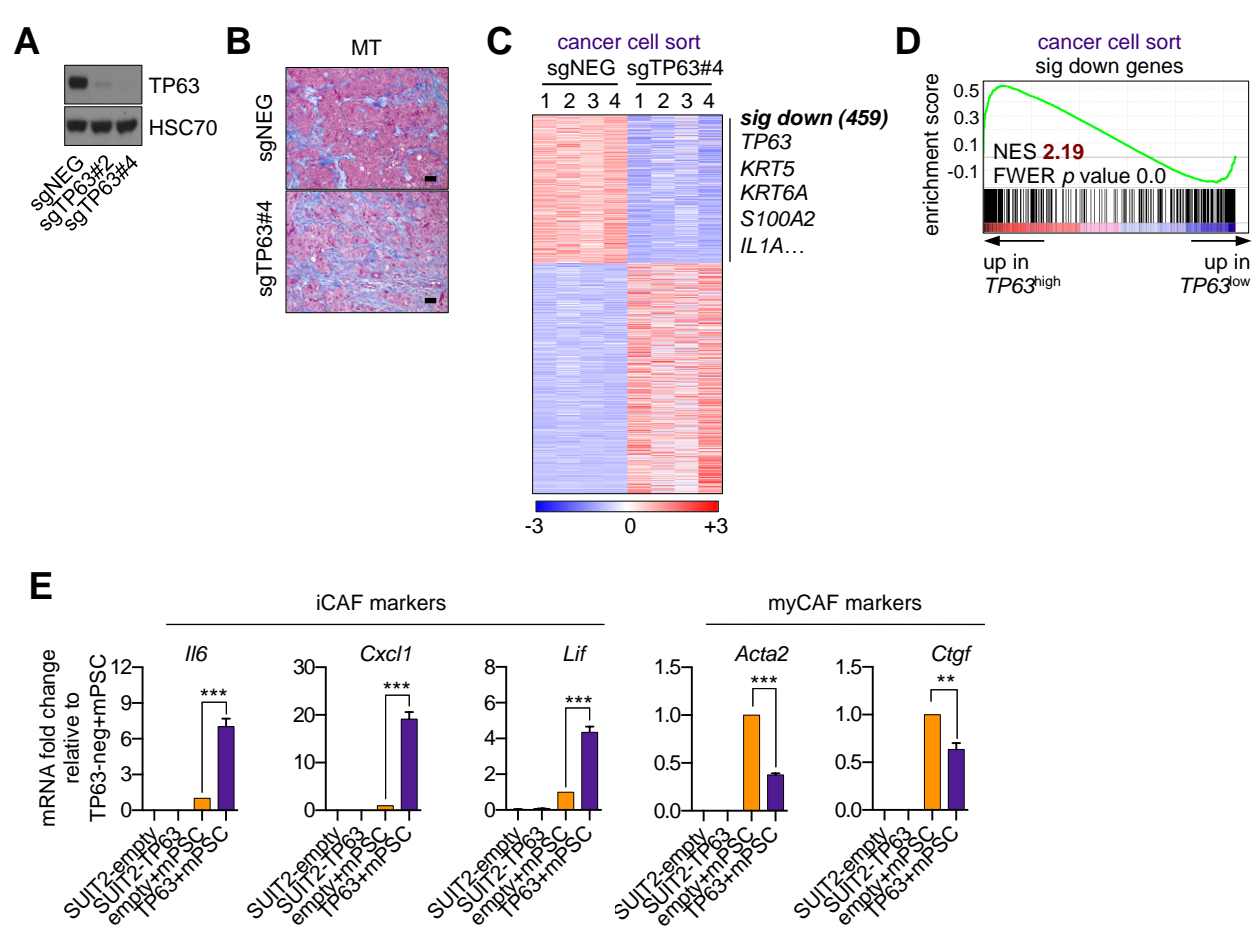 A
TP63
HSC70
sgNEG
sgTP63#2
sgTP63#4
B
MT
sgNEG
sgTP63#4
C
cancer cell sort
sgNEG sgTP63#4
1 2 3 4 1 2 3 4
sig down (459)
TP63
KRT5
KRT6A
S100A2
IL1A…
-3 0 +3
D
cancer cell sort
sig down genes
enrichment score
0.5
0.3
0.1
-0.1
NES 2.19
FWER p value 0.0
up in
TP63high
up in
TP63low
E
iCAF markers
myCAF markers
mRNA fold change
relative to
TP63-neg+mPSC
Il6
12
9
6
3
0
***
SUIT2-empty
SUIT2-TP63
empty+mPSC
TP63+mPSC
Cxcl1
30
20
10
0
***
SUIT2-empty
SUIT2-TP63
empty+mPSC
TP63+mPSC
Lif
8
6
4
2
0
***
SUIT2-empty
SUIT2-TP63
empty+mPSC
TP63+mPSC
Acta2
1.5
1.0
0.5
0.0
***
SUIT2-empty
SUIT2-TP63
empty+mPSC
TP63+mPSC
Ctgf
1.5
1.0
0.5
0.0
**
SUIT2-empty
SUIT2-TP63
empty+mPSC
TP63+mPSC